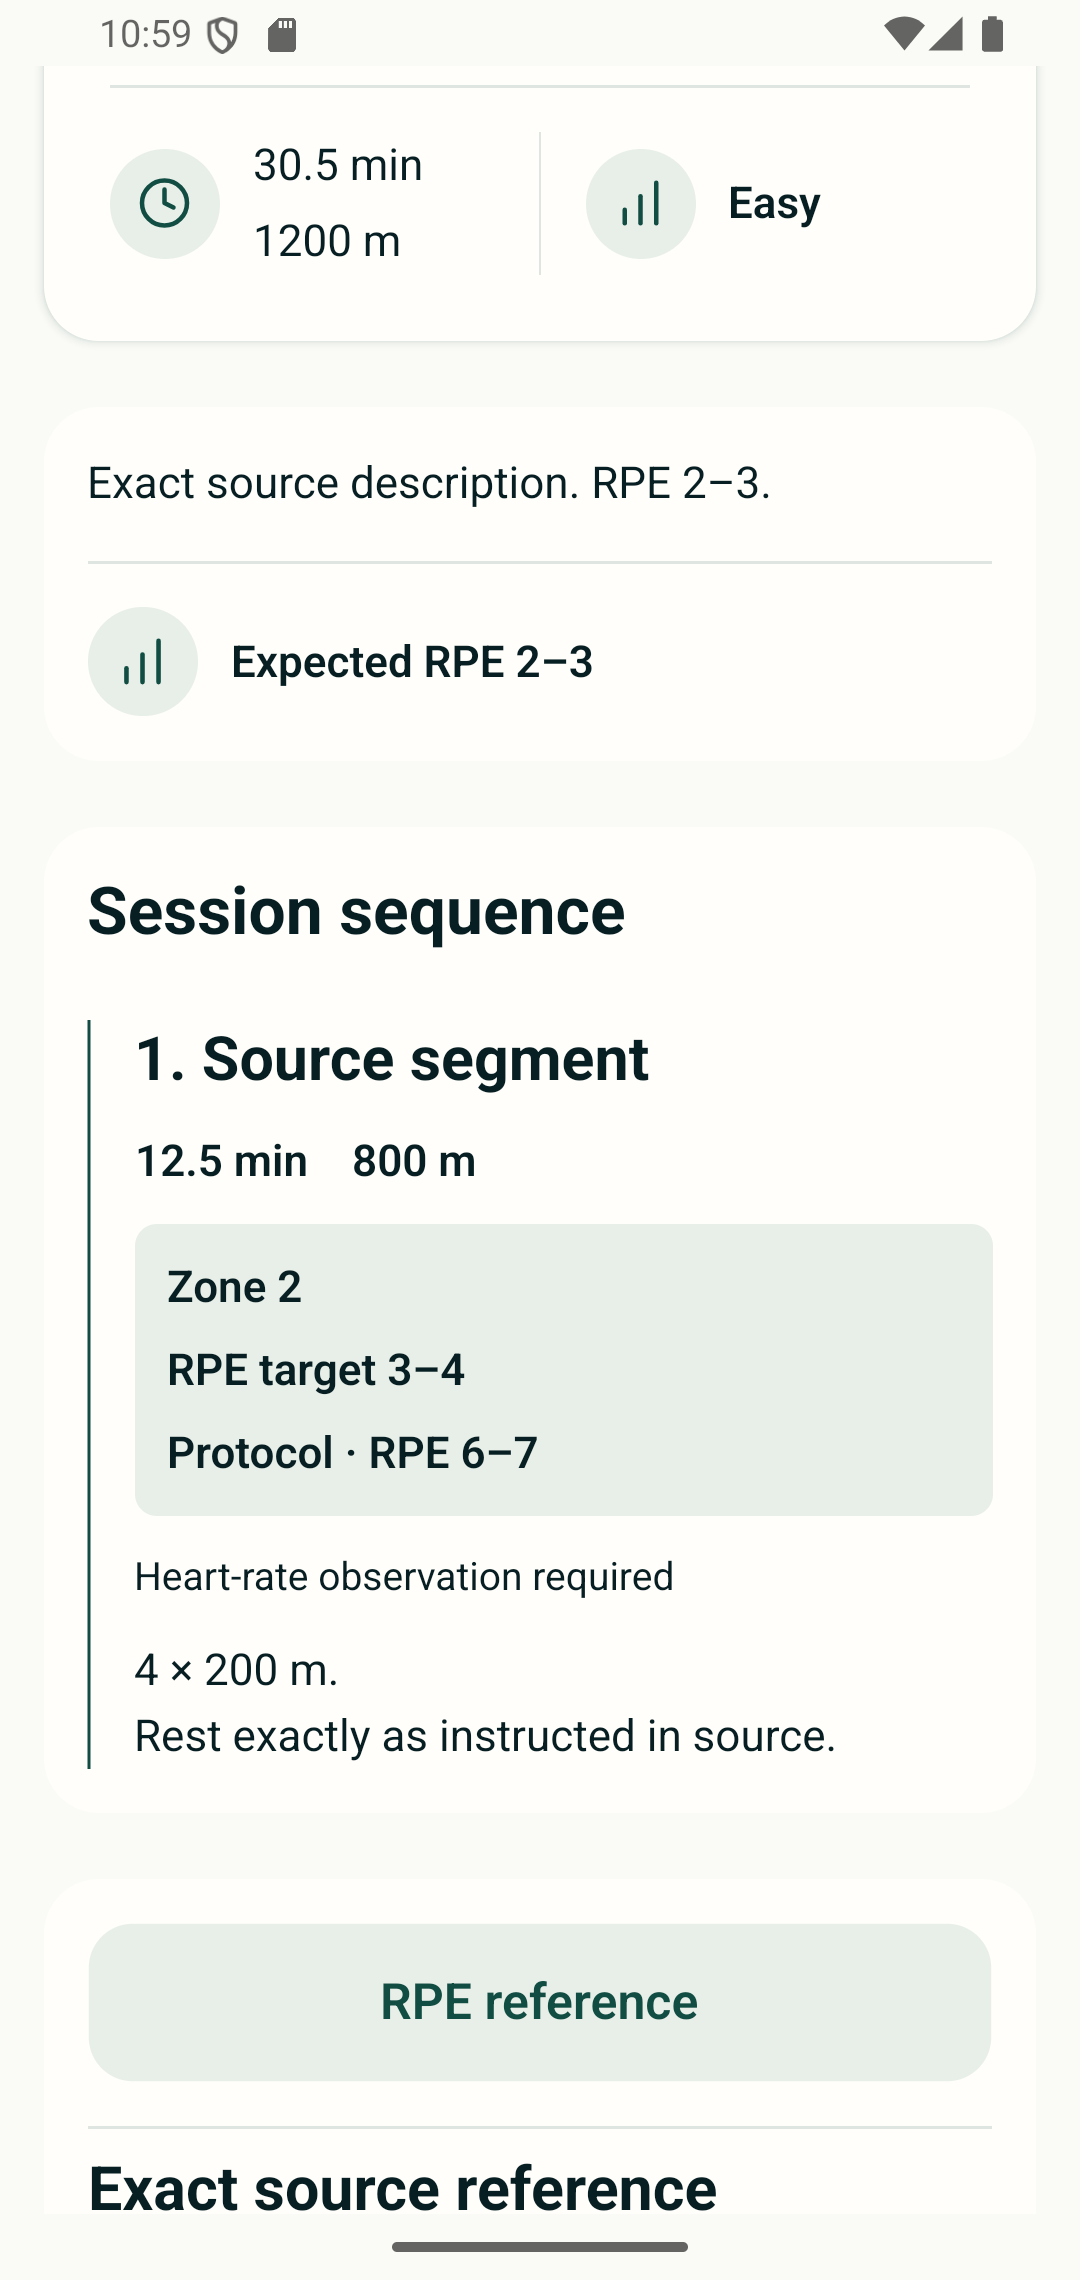 10:59
30.5 min
1200 m
Easy
Exact source description. RPE 2–3.
Expected RPE 2–3
Session sequence
1. Source segment
12.5 min 800 m
Zone 2
RPE target 3–4
Protocol · RPE 6–7
Heart-rate observation required
4 × 200 m.
Rest exactly as instructed in source.
RPE reference
Exact source reference